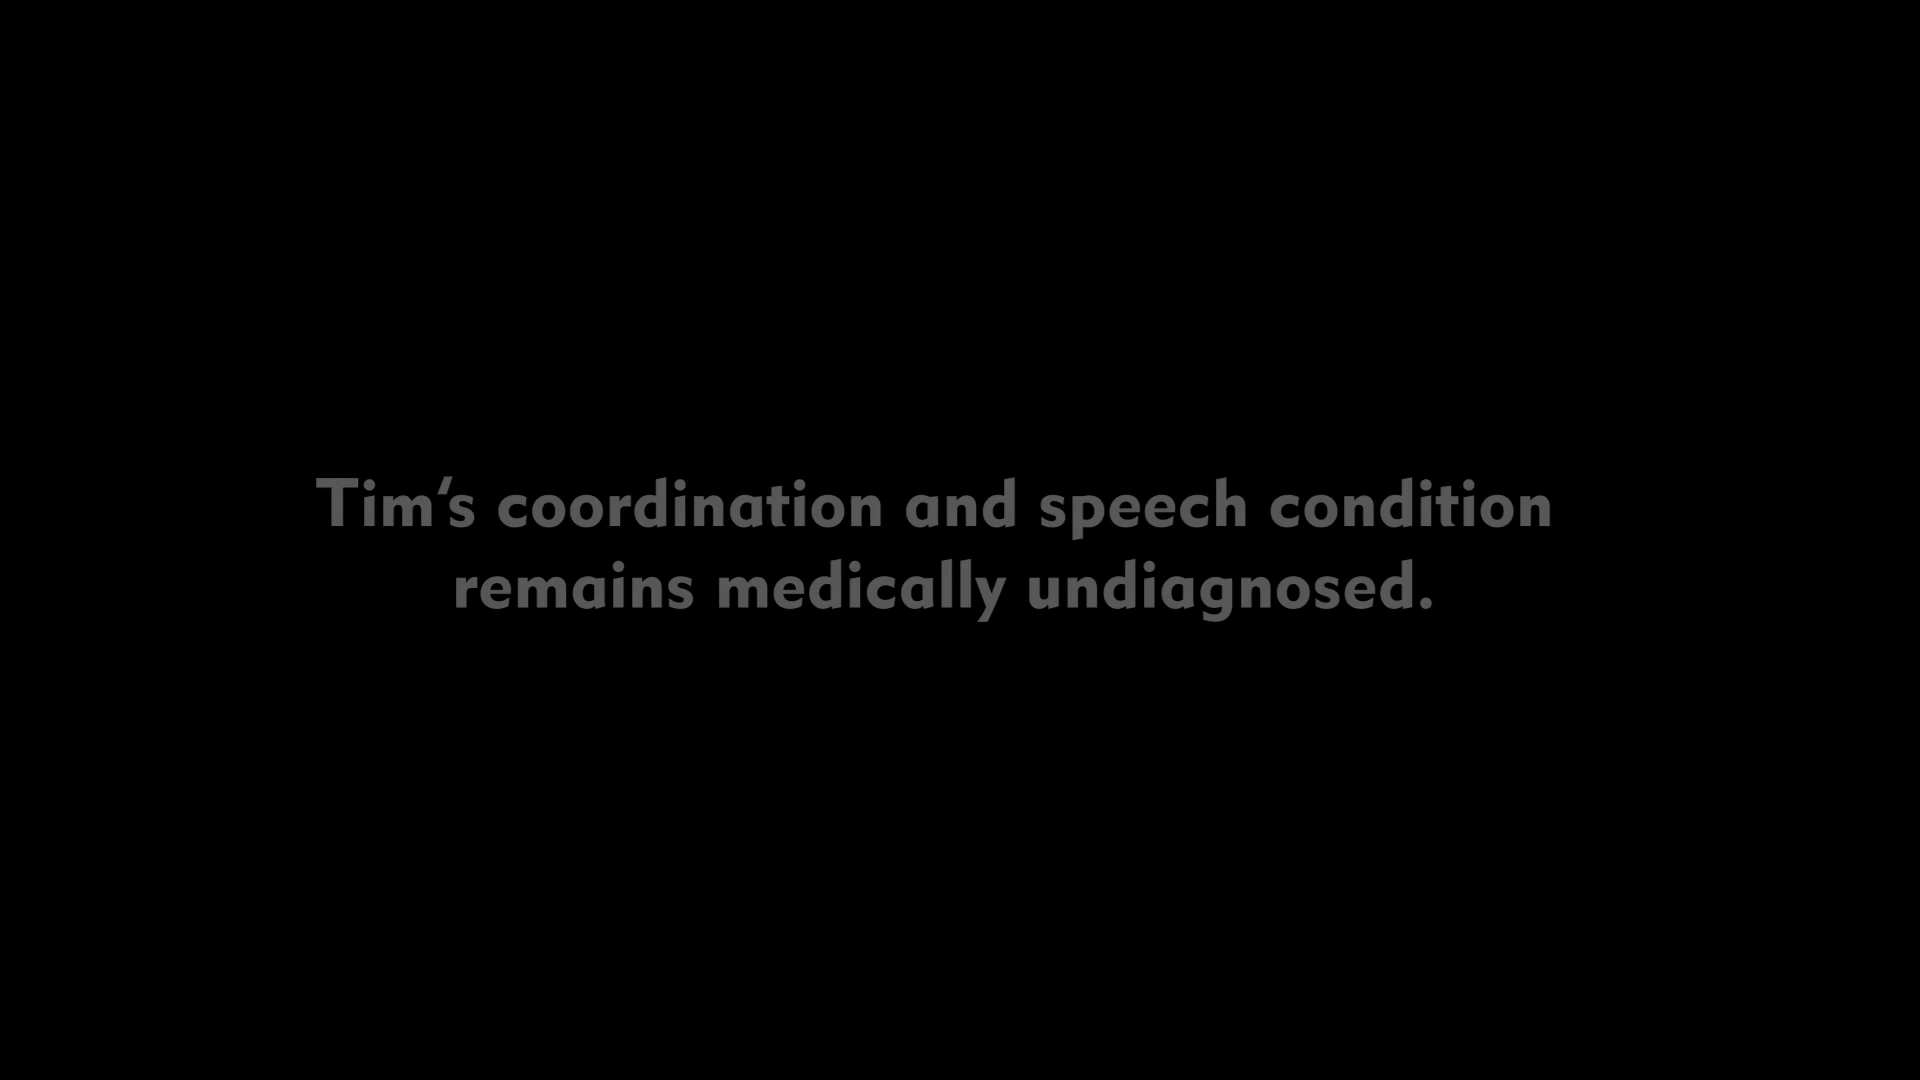 Tim‘s coordination and speech condition
remains medically undiagnosed.